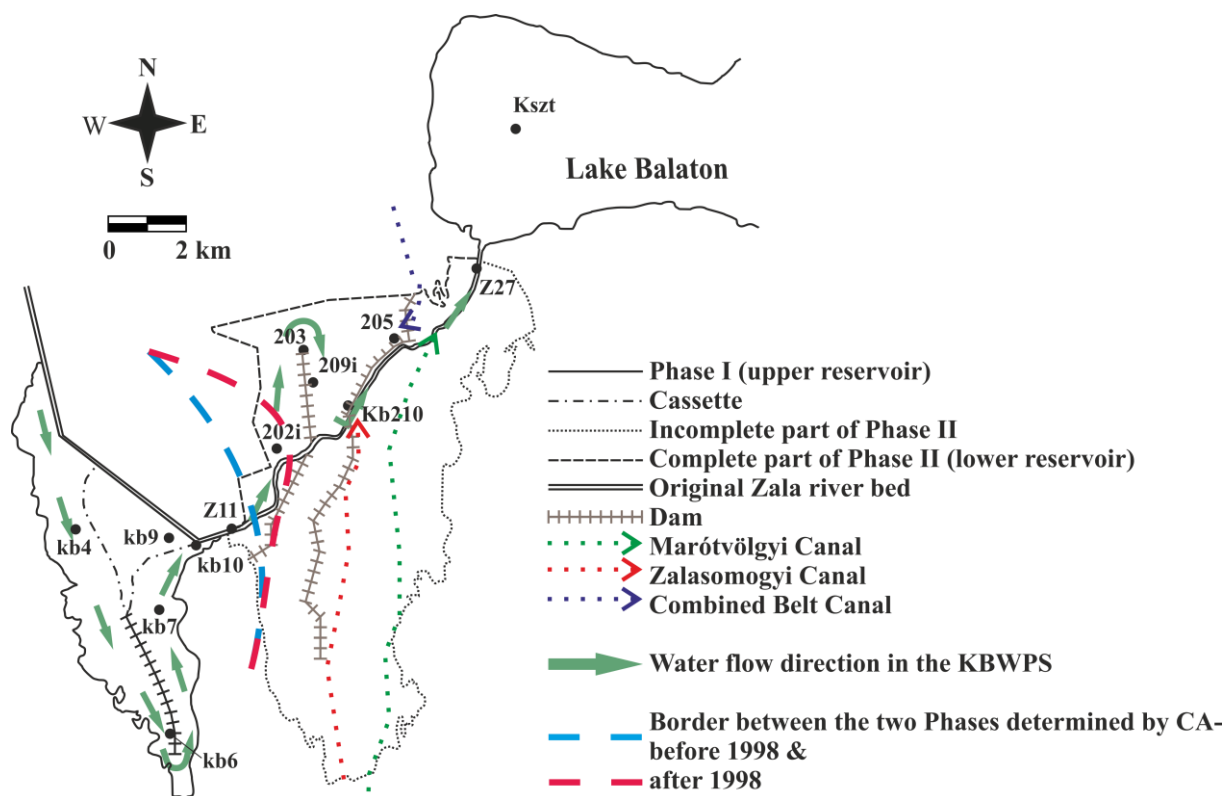 N
W
E
S
0 2 km
Kszt
Lake Balaton
Z27
205
203
209i
Kb210
202i
Z11
kb9
kb4
kb10
kb7
kb6
Phase I (upper reservoir)
Cassette
Incomplete part of Phase II
Complete part of Phase II (lower reservoir)
Original Zala river bed
Dam
Marótvölgyi Canal
Zalasomogyi Canal
Combined Belt Canal
Water flow direction in the KBWPS
Border between the two Phases determined by CA-
before 1998 &
after 1998